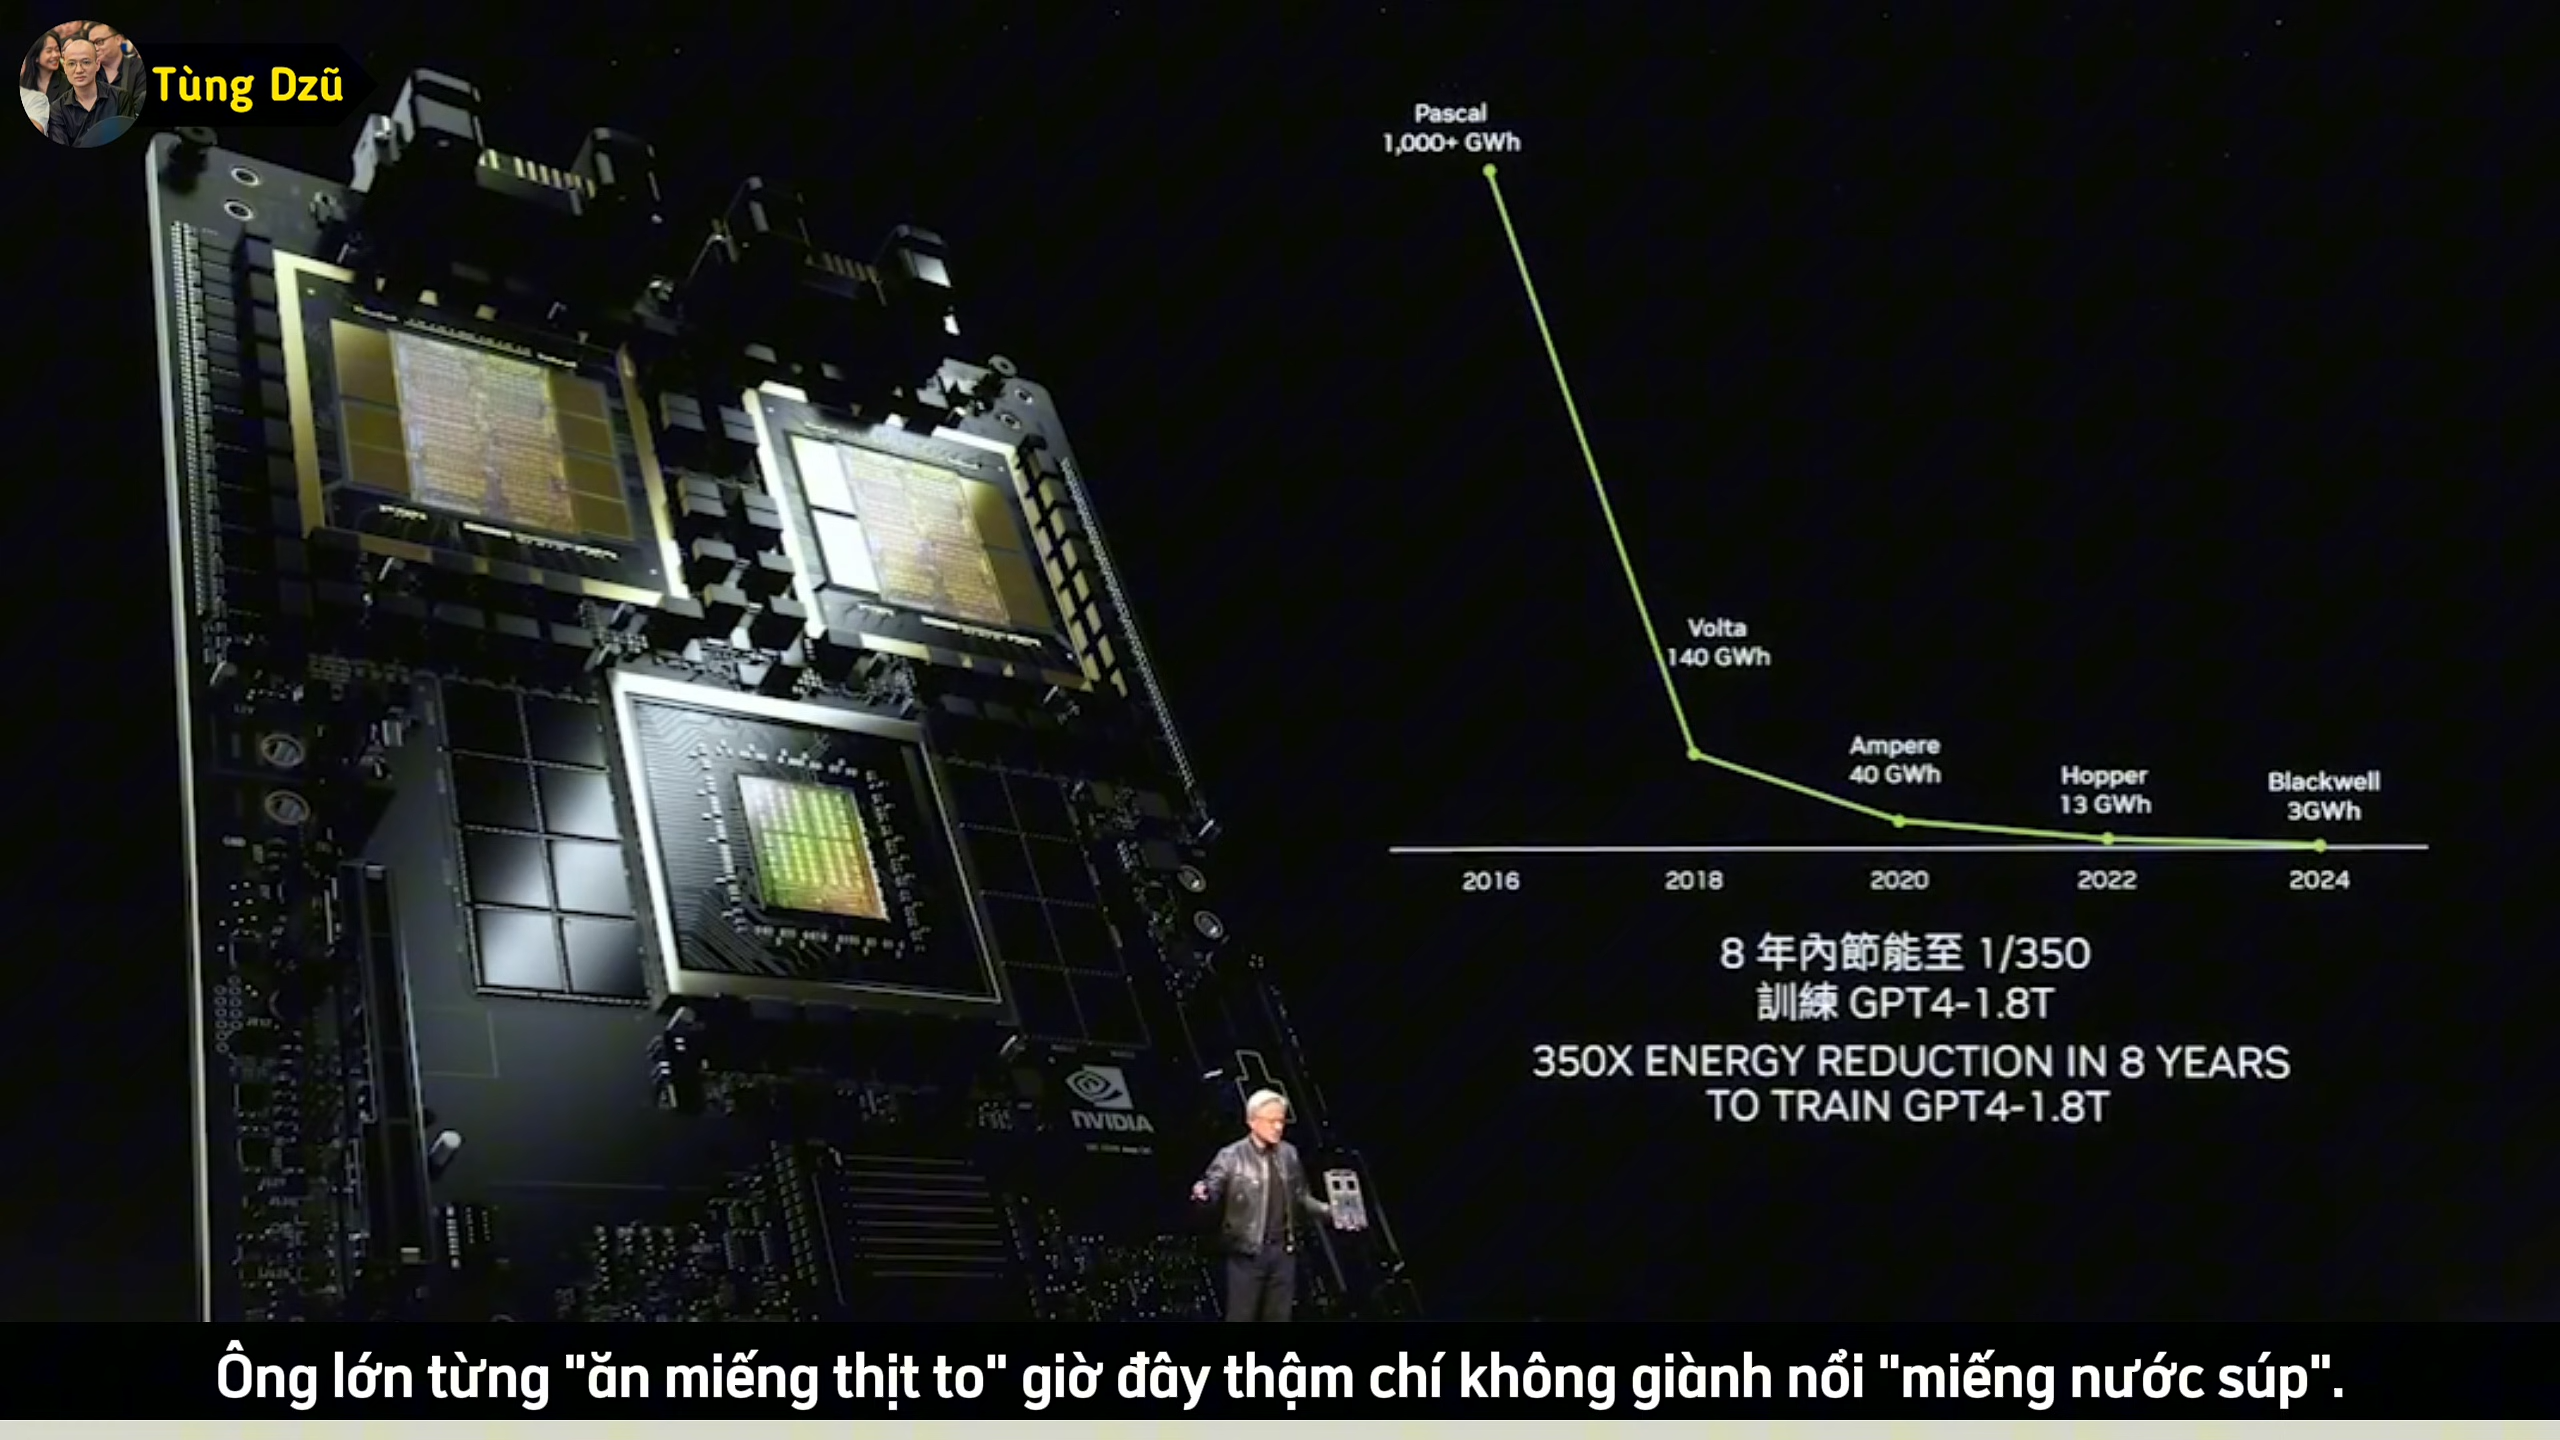 Tùng Dzũ
Pascal
1,000+ GWh
Volta
140 GWh
Ampere
40 GWh
Hopper
13 GWh
Blackwell
3GWh
2016 2018 2020 2022 2024
8 年內節能至 1/350
訓練 GPT4-1.8T
350X ENERGY REDUCTION IN 8 YEARS
TO TRAIN GPT4-1.8T
NVIDIA
Ông lớn từng "ăn miếng thịt to" giờ đây thậm chí không giành nổi "miếng nước súp".